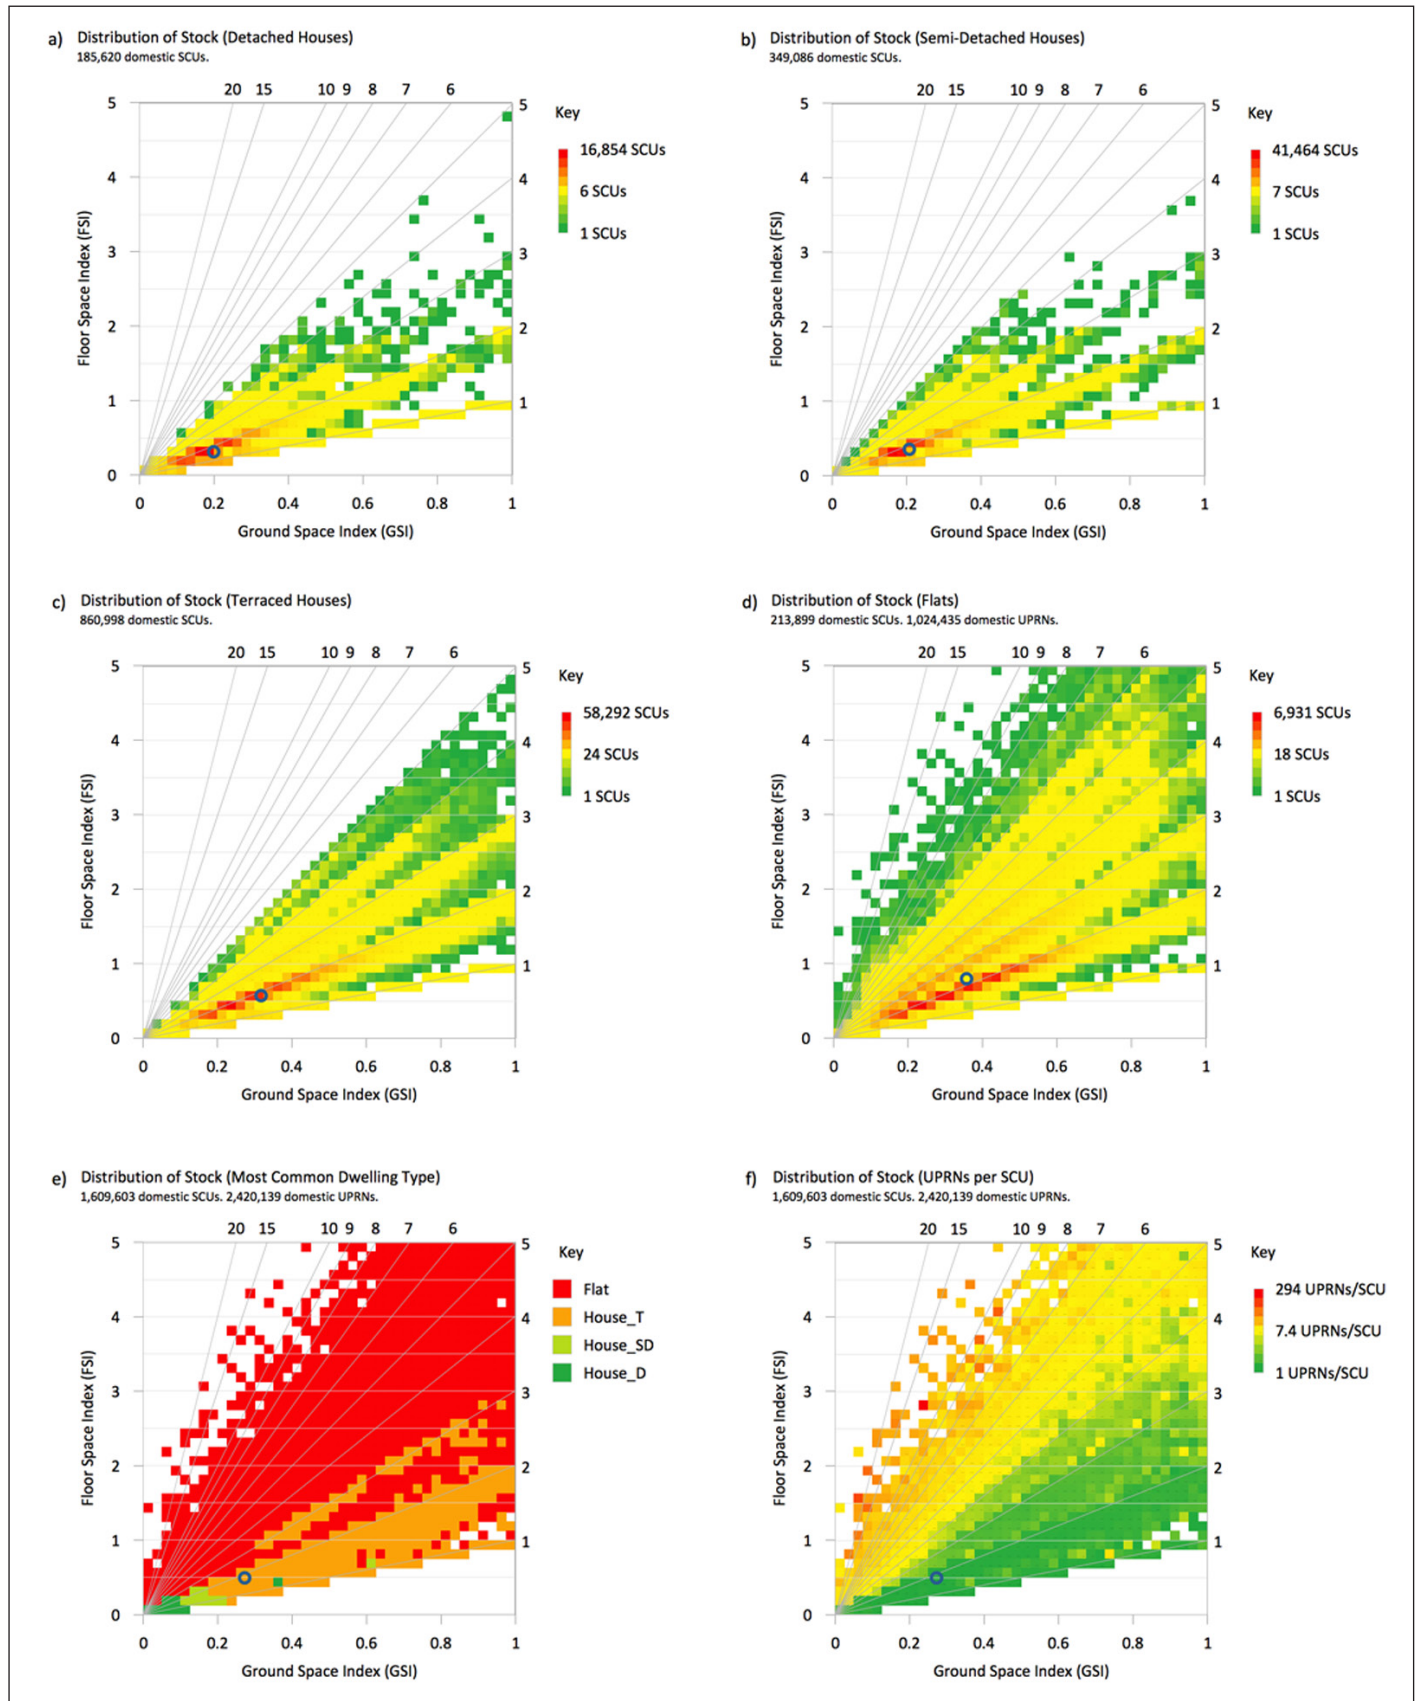 a) Distribution of Stock (Detached Houses)
185,620 domestic SCUs.
20 15 10 9 8 7 6
5 4 3 2 1 0
Floor Space Index (FSI)
5 4 3 2 1
0 0.2 0.4 0.6 0.8 1
Ground Space Index (GSI)
Key
16,854 SCUs
6 SCUs
1 SCUs
b) Distribution of Stock (Semi-Detached Houses)
349,086 domestic SCUs.
20 15 10 9 8 7 6
5 4 3 2 1 0
Floor Space Index (FSI)
5 4 3 2 1
0 0.2 0.4 0.6 0.8 1
Ground Space Index (GSI)
Key
41,464 SCUs
7 SCUs
1 SCUs
c) Distribution of Stock (Terraced Houses)
860,998 domestic SCUs.
20 15 10 9 8 7 6
5 4 3 2 1 0
Floor Space Index (FSI)
5 4 3 2 1
0 0.2 0.4 0.6 0.8 1
Ground Space Index (GSI)
Key
58,292 SCUs
24 SCUs
1 SCUs
d) Distribution of Stock (Flats)
213,899 domestic SCUs. 1,024,435 domestic UPRNs.
20 15 10 9 8 7 6
5 4 3 2 1 0
Floor Space Index (FSI)
5 4 3 2 1
0 0.2 0.4 0.6 0.8 1
Ground Space Index (GSI)
Key
6,931 SCUs
18 SCUs
1 SCUs
e) Distribution of Stock (Most Common Dwelling Type)
1,609,603 domestic SCUs. 2,420,139 domestic UPRNs.
20 15 10 9 8 7 6
5 4 3 2 1 0
Floor Space Index (FSI)
5 4 3 2 1
0 0.2 0.4 0.6 0.8 1
Ground Space Index (GSI)
Key
Flat
House_T
House_SD
House_D
f) Distribution of Stock (UPRNs per SCU)
1,609,603 domestic SCUs. 2,420,139 domestic UPRNs.
20 15 10 9 8 7 6
5 4 3 2 1 0
Floor Space Index (FSI)
5 4 3 2 1
0 0.2 0.4 0.6 0.8 1
Ground Space Index (GSI)
Key
294 UPRNs/SCU
7.4 UPRNs/SCU
1 UPRNs/SCU